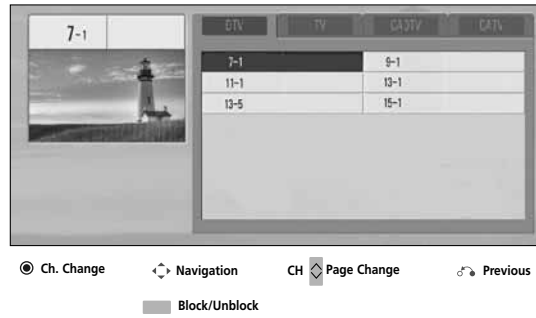 7-1
DTV TV CADTV CATV
7-1 9-1
11-1 13-1
13-5 15-1
Ch. Change Navigation CH Page Change Previous
Block/Unblock